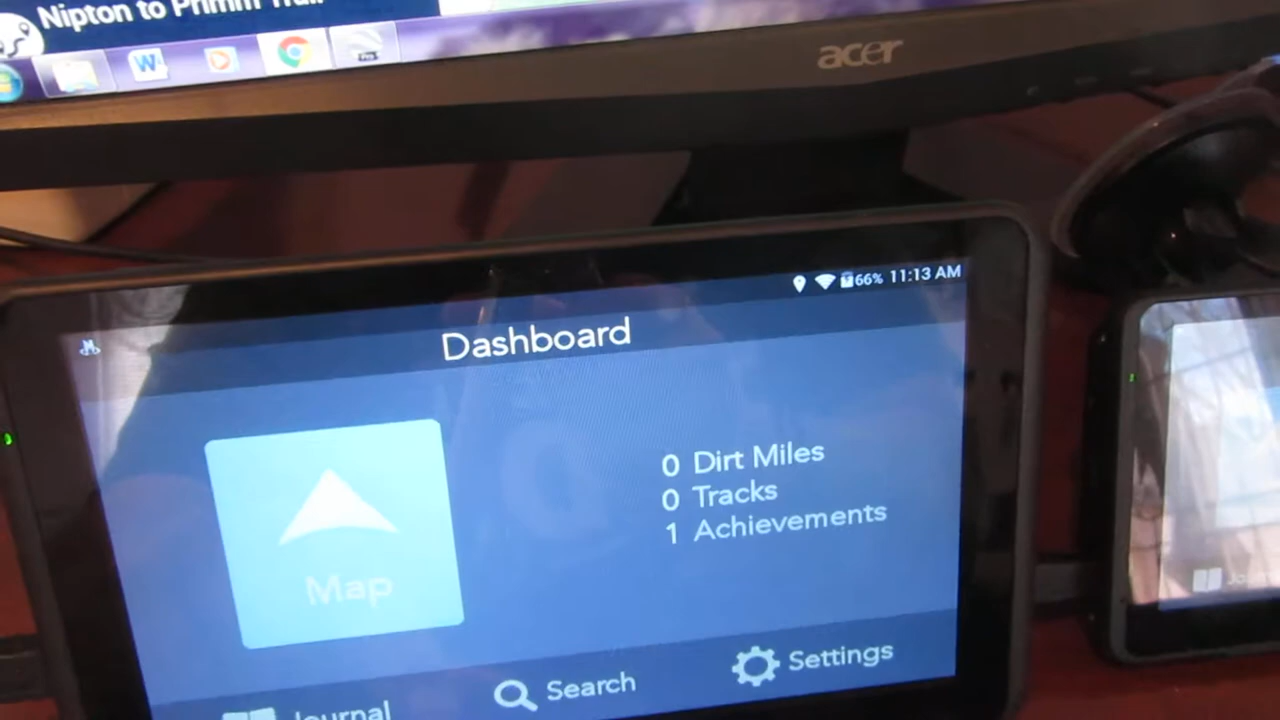 Nipton to Primm Trail
acer
66% 11:13 AM
Dashboard
0 Dirt Miles
0 Tracks
1 Achievements
Map
Journal
Search
Settings